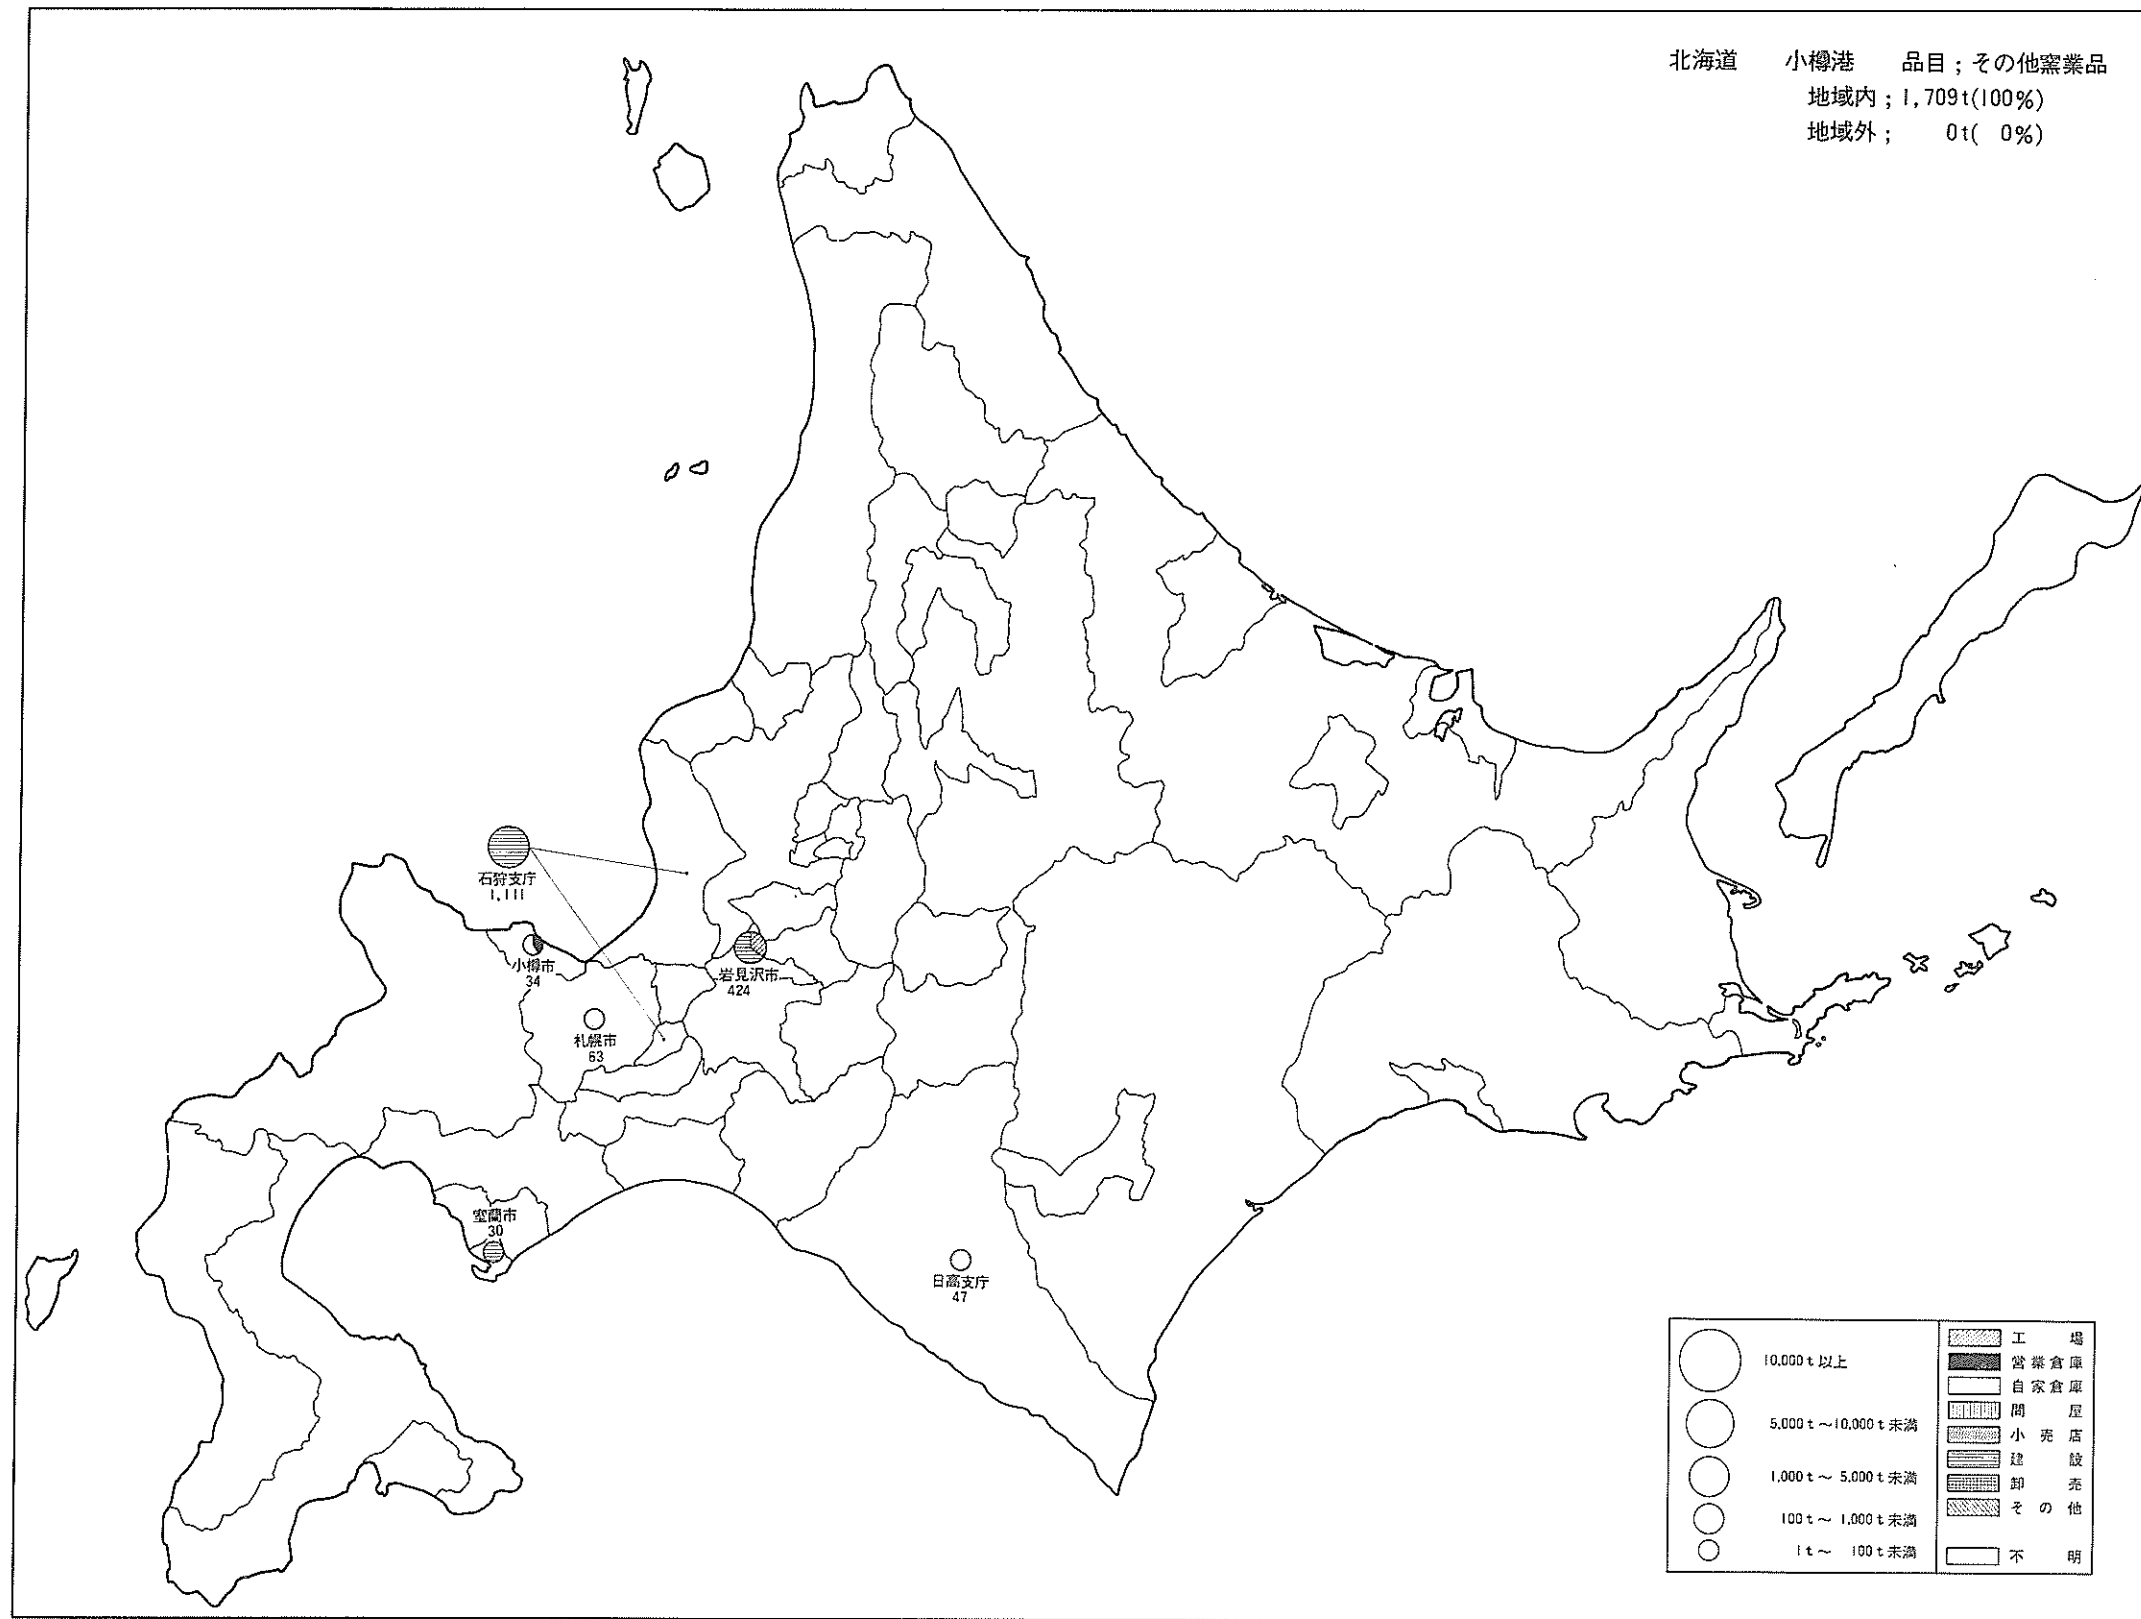 北海道 小樽港 品目；その他窯業品
地域内；1,709t(100%)
地域外； 0t( 0%)
石狩支庁
1,111
小樽市
34
岩見沢市
424
札幌市
63
室蘭市
30
日高支庁
47
10,000t以上
5,000t～10,000t未満
1,000t～ 5,000t未満
100t～ 1,000t未満
1t～ 100t未満
工場
営業倉庫
自家倉庫
問屋
小売店
建設
卸売
その他
不明